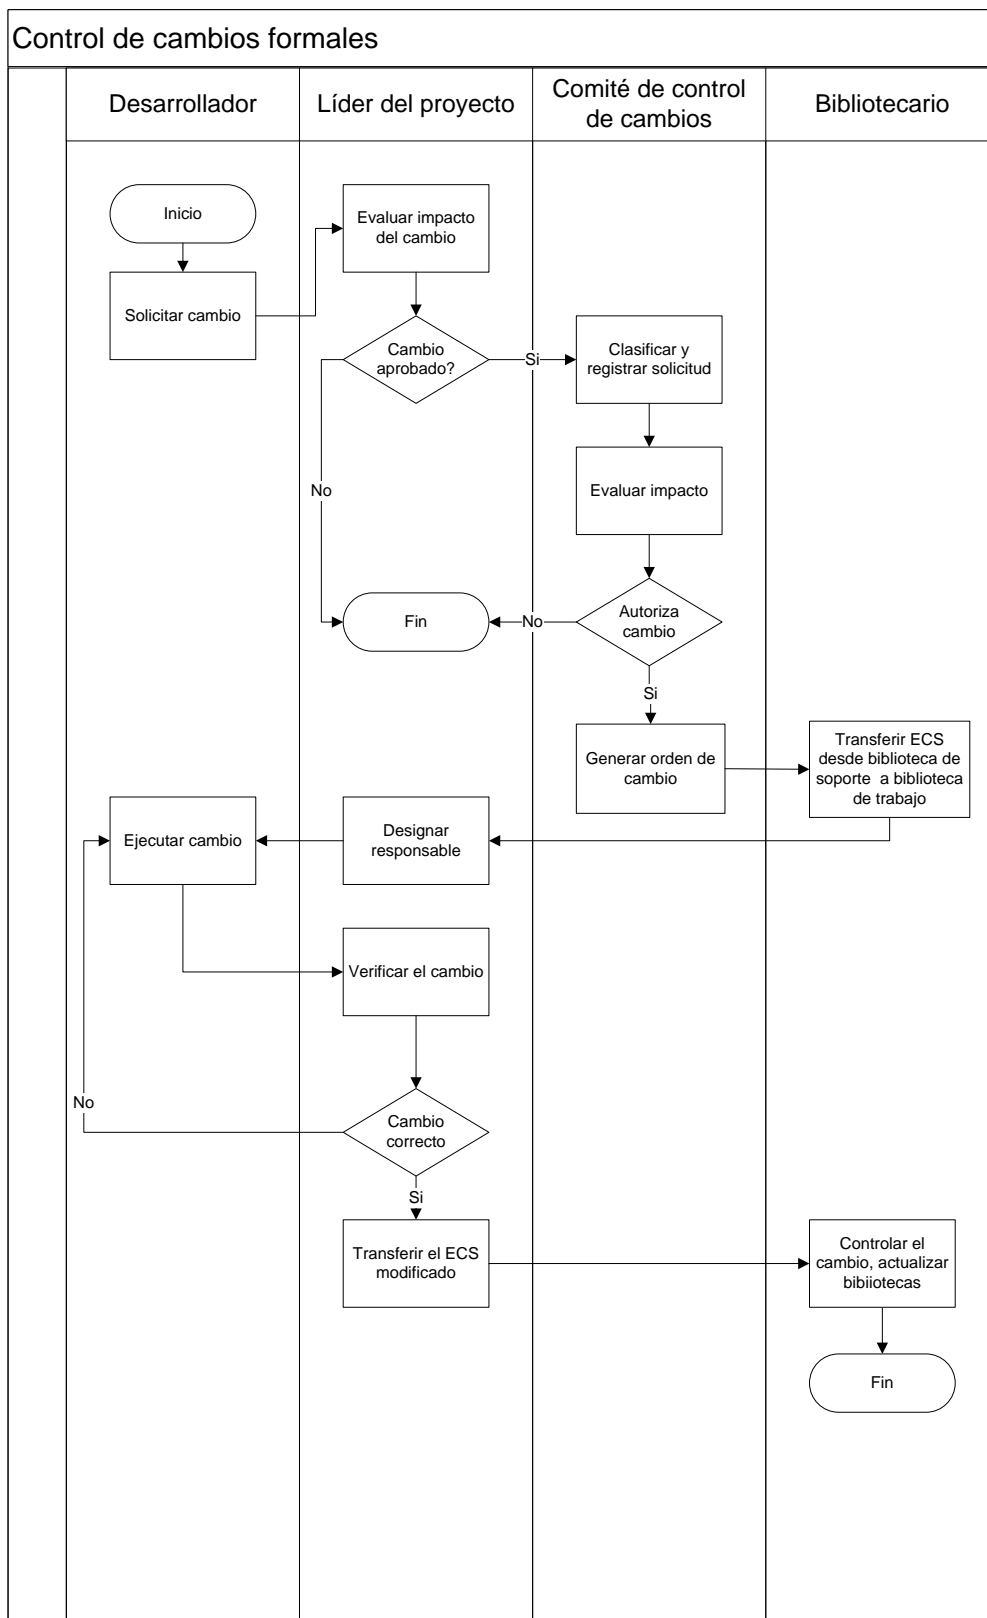 Control de cambios formales
Desarrollador
Líder del proyecto
Comité de control
de cambios
Bibliotecario
Inicio
Evaluar impacto
del cambio
Solicitar cambio
Cambio
aprobado?
Si
Clasificar y
registrar solicitud
No
Evaluar impacto
Fin
No
Autoriza
cambio
Si
Generar orden de
cambio
Transferir ECS
desde biblioteca de
soporte a biblioteca
de trabajo
Ejecutar cambio
Designar
responsable
Verificar el cambio
No
Cambio
correcto
Si
Transferir el ECS
modificado
Controlar el
cambio, actualizar
bibiiotecas
Fin